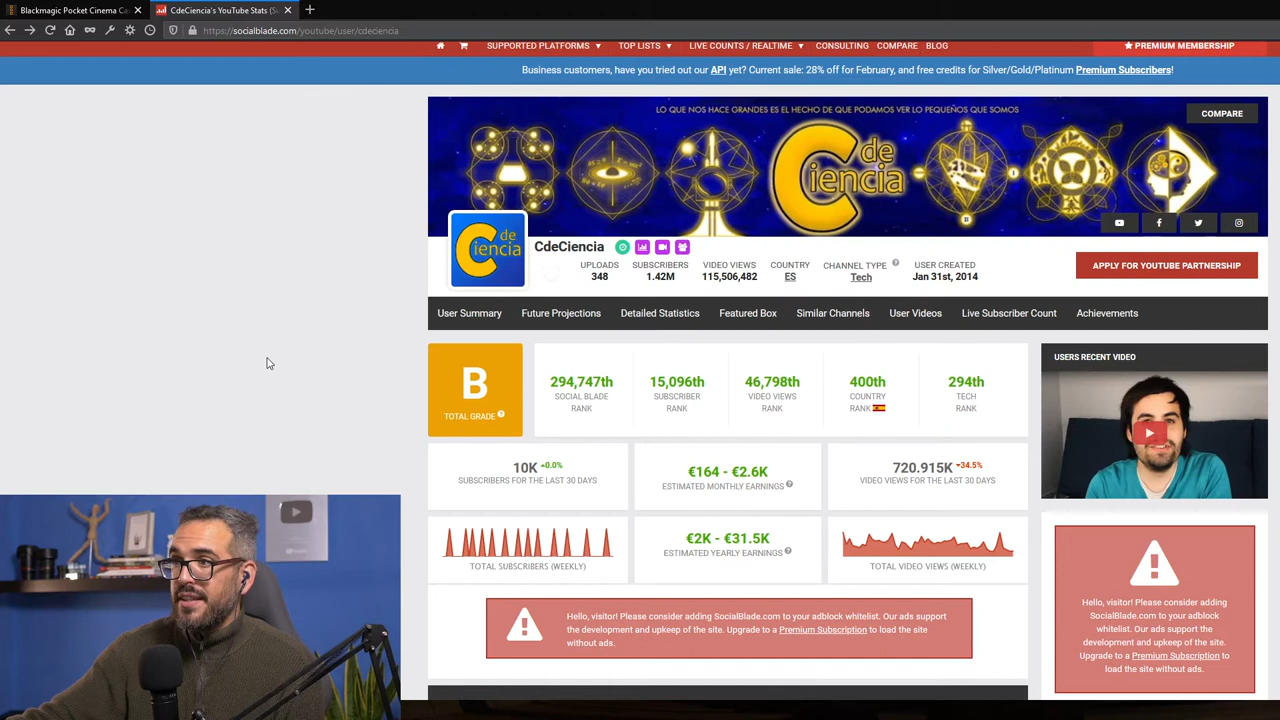 Blackmagic Pocket Cinema Ca
CdeCiencia's YouTube Stats (Su
https://socialblade.com/youtube/user/cdeciencia
SUPPORTED PLATFORMS
TOP LISTS
LIVE COUNTS / REALTIME
CONSULTING
COMPARE
BLOG
PREMIUM MEMBERSHIP
Business customers, have you tried out our API yet? Current sale: 28% off for February, and free credits for Silver/Gold/Platinum Premium Subscribers!
LO QUE NOS HACE GRANDES ES EL HECHO DE QUE PODAMOS VER LO PEQUEÑOS QUE SOMOS
COMPARE
C de iencia
C de iencia
CdeCiencia
UPLOADS
348
SUBSCRIBERS
1.42M
VIDEO VIEWS
115,506,482
COUNTRY
ES
CHANNEL TYPE
Tech
USER CREATED
Jan 31st, 2014
APPLY FOR YOUTUBE PARTNERSHIP
User Summary
Future Projections
Detailed Statistics
Featured Box
Similar Channels
User Videos
Live Subscriber Count
Achievements
B
TOTAL GRADE
294,747th
SOCIAL BLADE
RANK
15,096th
SUBSCRIBER
RANK
46,798th
VIDEO VIEWS
RANK
400th
COUNTRY
RANK
294th
TECH
RANK
USERS RECENT VIDEO
10K 0.0%
SUBSCRIBERS FOR THE LAST 30 DAYS
€164 - €2.6K
ESTIMATED MONTHLY EARNINGS
720.915K 34.5%
VIDEO VIEWS FOR THE LAST 30 DAYS
TOTAL SUBSCRIBERS (WEEKLY)
€2K - €31.5K
ESTIMATED YEARLY EARNINGS
TOTAL VIDEO VIEWS (WEEKLY)
Hello, visitor! Please consider adding SocialBlade.com to your adblock whitelist. Our ads support
the development and upkeep of the site. Upgrade to a Premium Subscription to load the site
without ads.
Hello, visitor! Please consider adding
SocialBlade.com to your adblock
whitelist. Our ads support the
development and upkeep of the site.
Upgrade to a Premium Subscription to
load the site without ads.